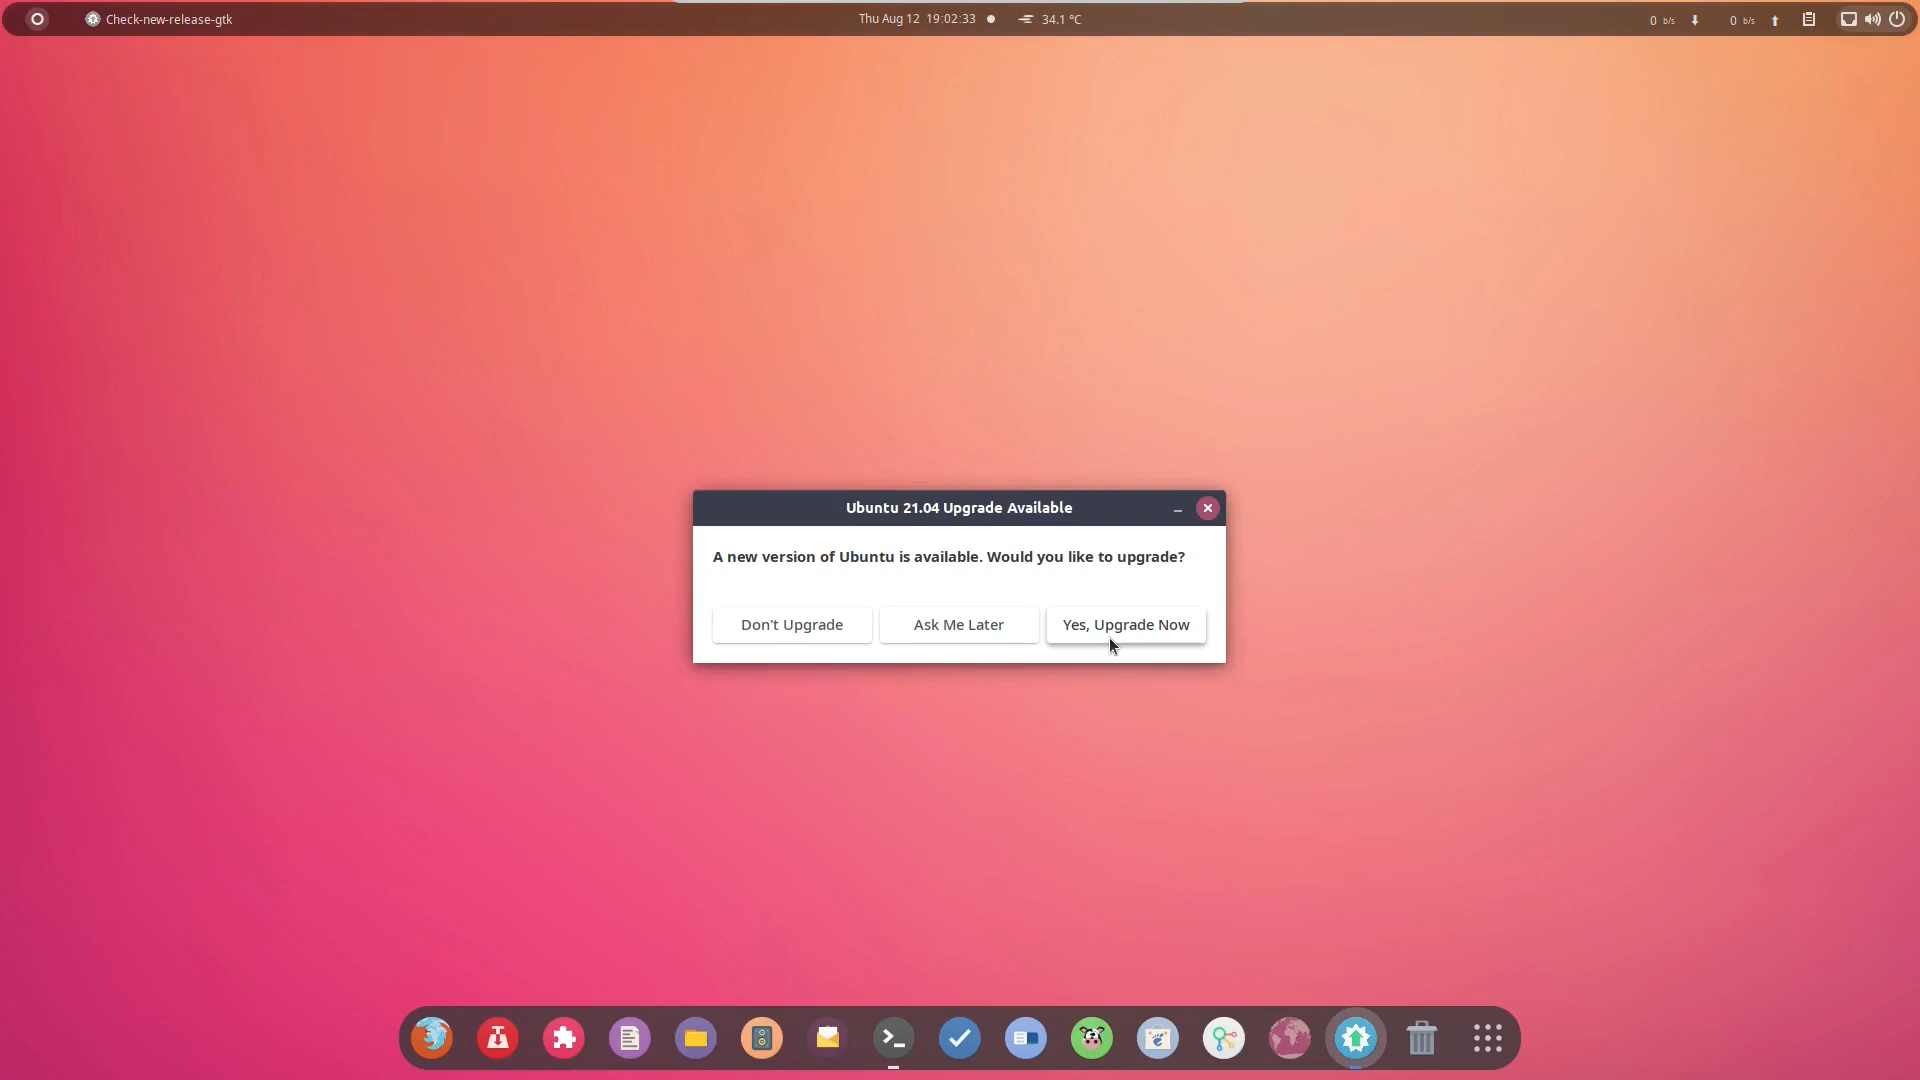 Check-new-release-gtk
Thu Aug 12 19:02:33
34.1 °C
0 b/s
0 b/s
Ubuntu 21.04 Upgrade Available
A new version of Ubuntu is available. Would you like to upgrade?
Don't Upgrade
Ask Me Later
Yes, Upgrade Now